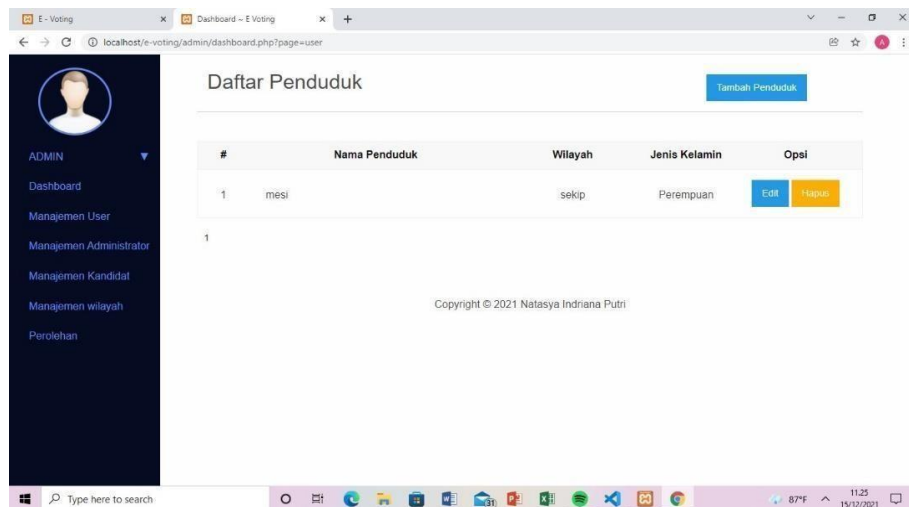 E - Voting
Dashboard ~ E Voting
localhost/e-voting/admin/dashboard.php?page=user
A
Daftar Penduduk
Tambah Penduduk
ADMIN
Dashboard
Manajemen User
Manajemen Administrator
Manajemen Kandidat
Manajemen wilayah
Perolehan
# Nama Penduduk Wilayah Jenis Kelamin Opsi
1 mesi sekip Perempuan Edit Hapus
1
Copyright © 2021 Natasya Indriana Putri
Type here to search
31
87°F
11.25
15/12/2021